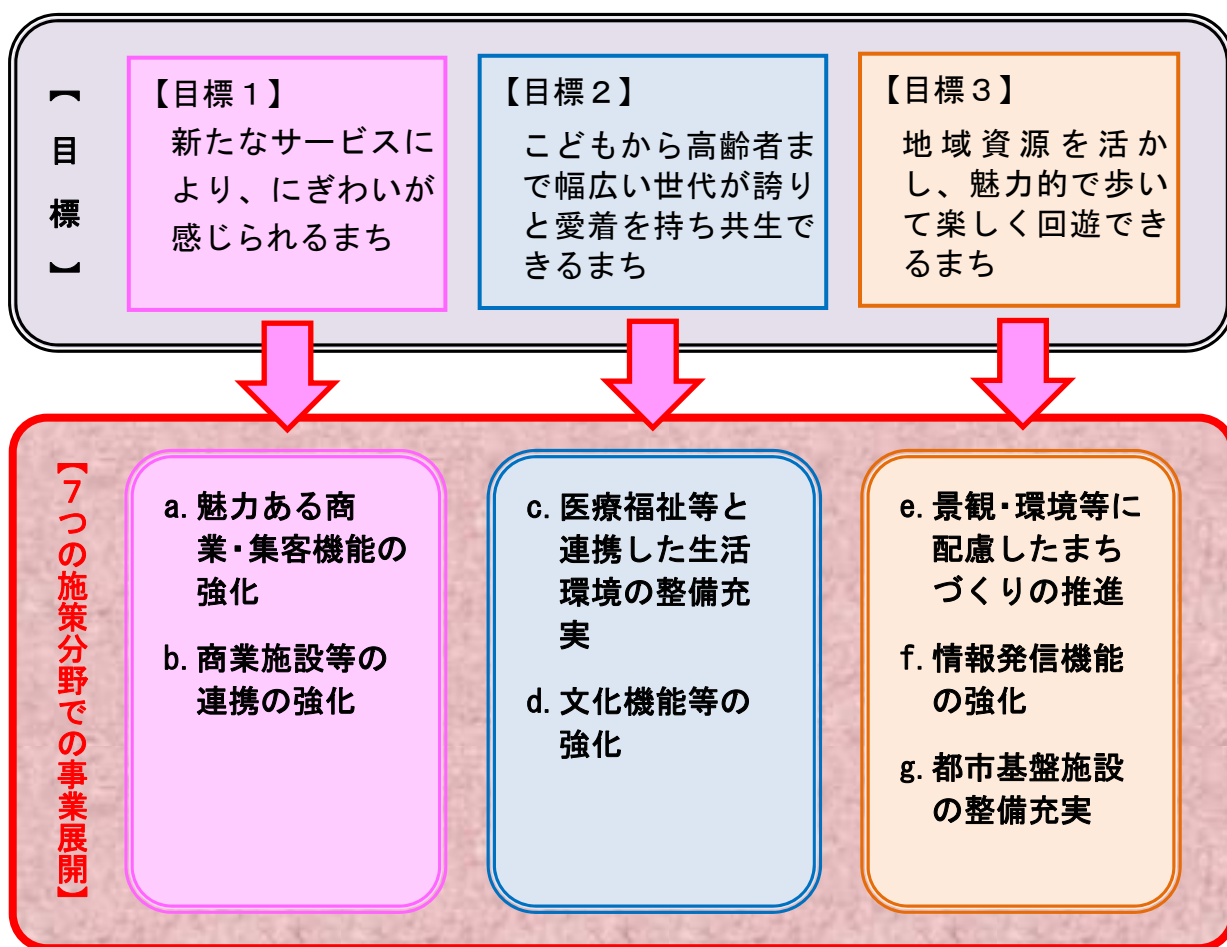 【目標】
【目標１】
新たなサービスに
より、にぎわいが
感じられるまち
【目標２】
こどもから高齢者ま
で幅広い世代が誇り
と愛着を持ち共生で
きるまち
【目標３】
地域資源を活か
し、魅力的で歩い
て楽しく回遊でき
るまち
【７つの施策分野での事業展開】
a. 魅力ある商
業・集客機能の
強化
b. 商業施設等の
連携の強化
c. 医療福祉等と
連携した生活
環境の整備充
実
d. 文化機能等の
強化
e. 景観・環境等に
配慮したまち
づくりの推進
f. 情報発信機能
の強化
g. 都市基盤施設
の整備充実